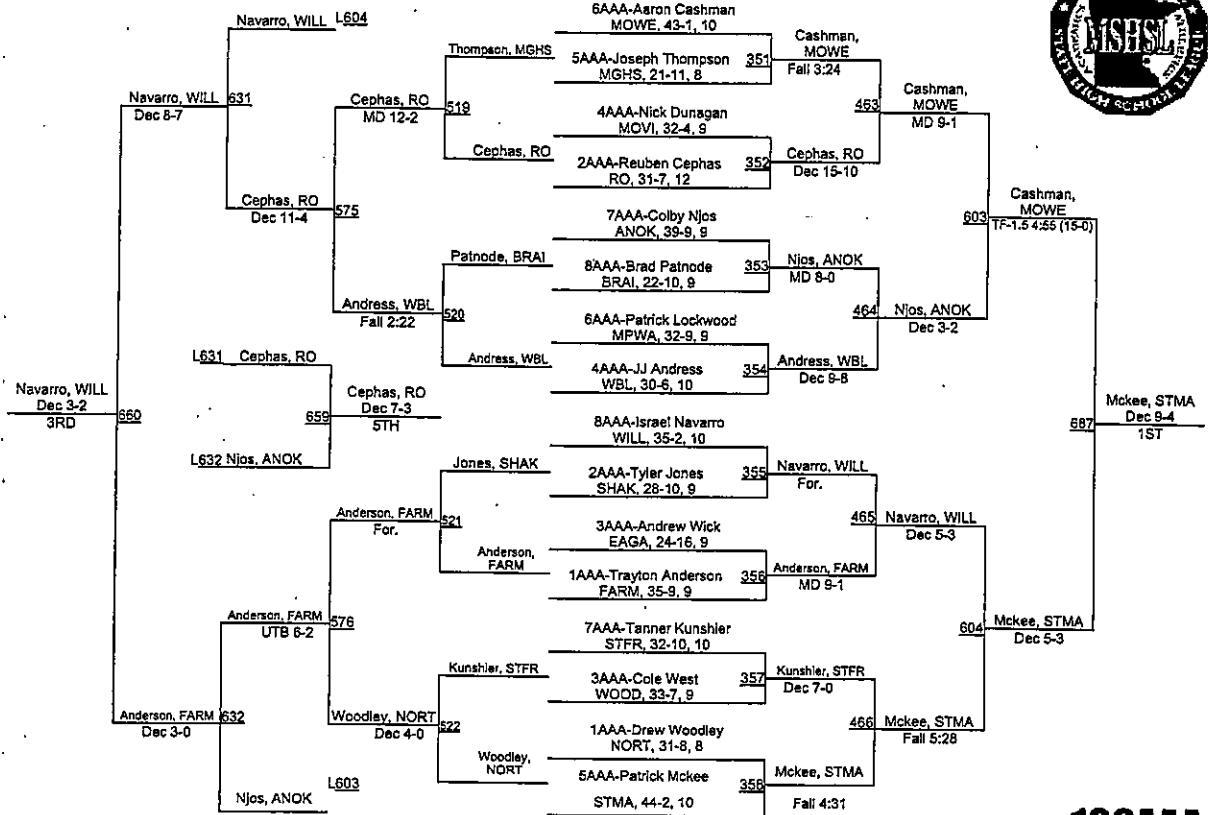 Navarro, WILL
L604
Navarro, WILL
631
Dec 8-7
Cephas, RO
Dec 11-4
575
Cephas, RO
MD 12-2
519
Thompson, MGHS
Cephas, RO
Andress, WBL
Fall 2:22
520
Patnode, BRAI
Andress, WBL
L631
Cephas, RO
Cephas, RO
Dec 7-3
659
5TH
L632 Njos, ANOK
Navarro, WILL
Dec 3-2
3RD
660
Jones, SHAK
Anderson, FARM
For.
521
Anderson,
FARM
Anderson, FARM
UTB 6-2
576
Kunshier, STFR
Woodley, NORT
Dec 4-0
522
Woodley,
NORT
Anderson, FARM
632
Dec 3-0
Njos, ANOK
L603
6AAA-Aaron Cashman
MOWE, 43-1, 10
5AAA-Joseph Thompson
MGHS, 21-11, 8
351
4AAA-Nick Dunagan
MOVI, 32-4, 9
2AAA-Reuben Cephas
RO, 31-7, 12
352
7AAA-Colby Njos
ANOK, 39-9, 9
8AAA-Brad Patnode
BRAI, 22-10, 9
353
6AAA-Patrick Lockwood
MPWA, 32-9, 9
4AAA-JJ Andress
WBL, 30-6, 10
354
8AAA-Israel Navarro
WILL, 35-2, 10
2AAA-Tyler Jones
SHAK, 28-10, 9
355
3AAA-Andrew Wick
EAGA, 24-16, 9
1AAA-Trayton Anderson
FARM, 35-9, 9
356
7AAA-Tanner Kunshier
STFR, 32-10, 10
3AAA-Cole West
WOOD, 33-7, 9
357
1AAA-Drew Woodley
NORT, 31-8, 8
5AAA-Patrick Mckee
STMA, 44-2, 10
358
Cashman,
MOWE
Fall 3:24
463
Cephas, RO
Dec 15-10
Njos, ANOK
MD 8-0
464
Andress, WBL
Dec 9-8
Navarro, WILL
For.
465
Anderson, FARM
MD 9-1
Kunshier, STFR
Dec 7-0
466
Mckee, STMA
Fall 4:31
Cashman,
MOWE
MD 9-1
603
Njos, ANOK
Dec 3-2
Navarro, WILL
Dec 5-3
604
Mckee, STMA
Fall 5:28
Cashman,
MOWE
TF-1.5 4:55 (15-0)
Mckee, STMA
Dec 5-3
687
Mckee, STMA
Dec 9-4
1ST
MSHSL